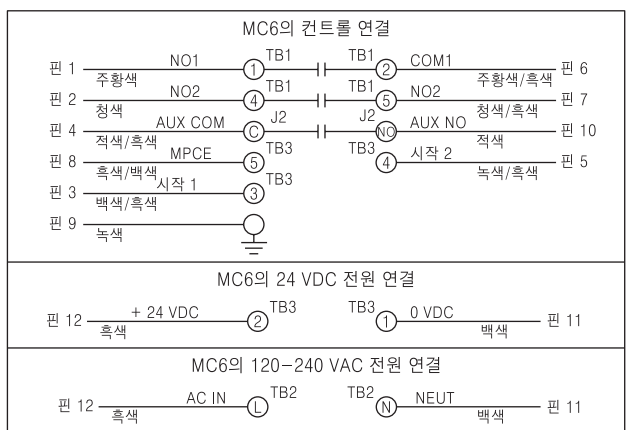 MC6의 컨트롤 연결
핀 1 NO1 주황색 1 TB1 TB1 2 COM1 주황색/흑색 핀 6
핀 2 NO2 청색 4 TB1 TB1 5 NO2 청색/흑색 핀 7
핀 4 AUX COM 적색/흑색 C J2 J2 NO AUX NO 적색 핀 10
핀 8 MPCE 흑색/백색 5 TB3 TB3 4 시작 2 녹색/흑색 핀 5
핀 3 시작 1 백색/흑색 3 TB3
핀 9 녹색
MC6의 24 VDC 전원 연결
핀 12 + 24 VDC 흑색 2 TB3 TB3 1 0 VDC 백색 핀 11
MC6의 120-240 VAC 전원 연결
핀 12 AC IN 흑색 L TB2 TB2 N NEUT 백색 핀 11